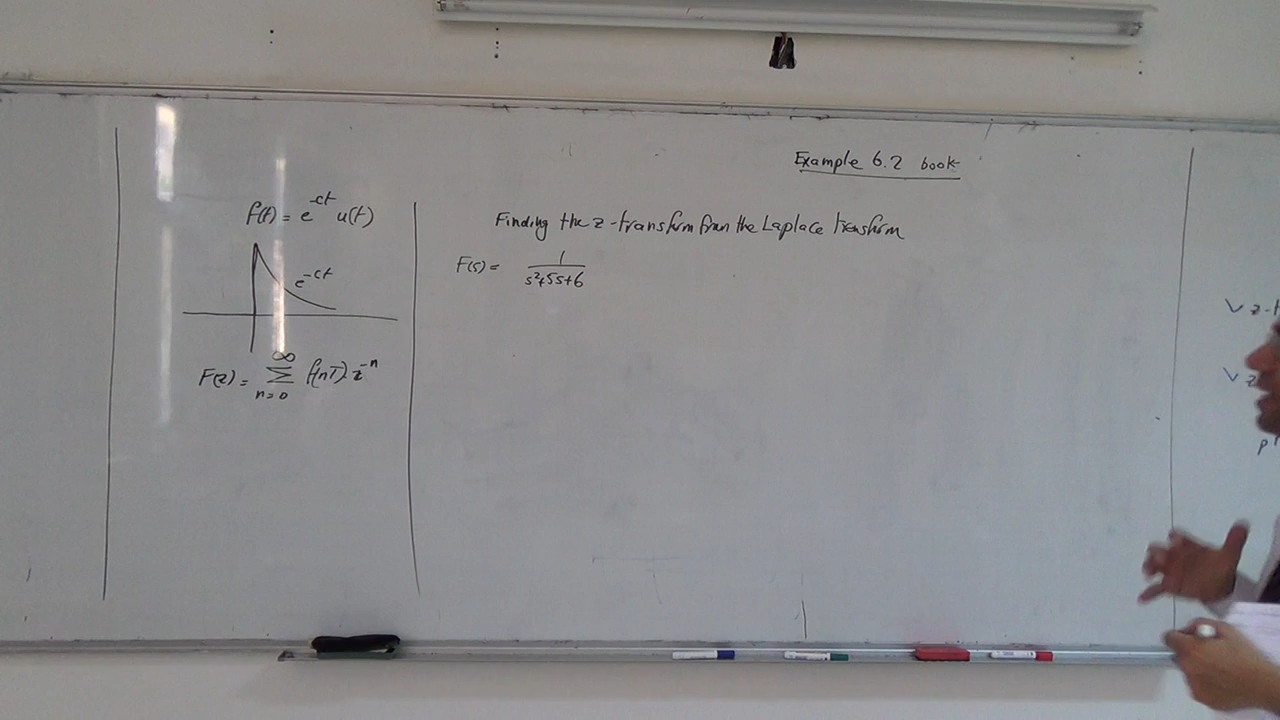 f(t) = e^-ct u(t)
e^-ct
F(z) = ∑ n=0 ∞ f(nT) z^-n
Example 6.2 book
Finding the z-transform from the Laplace transform
F(s) = 1 / s²+5s+6